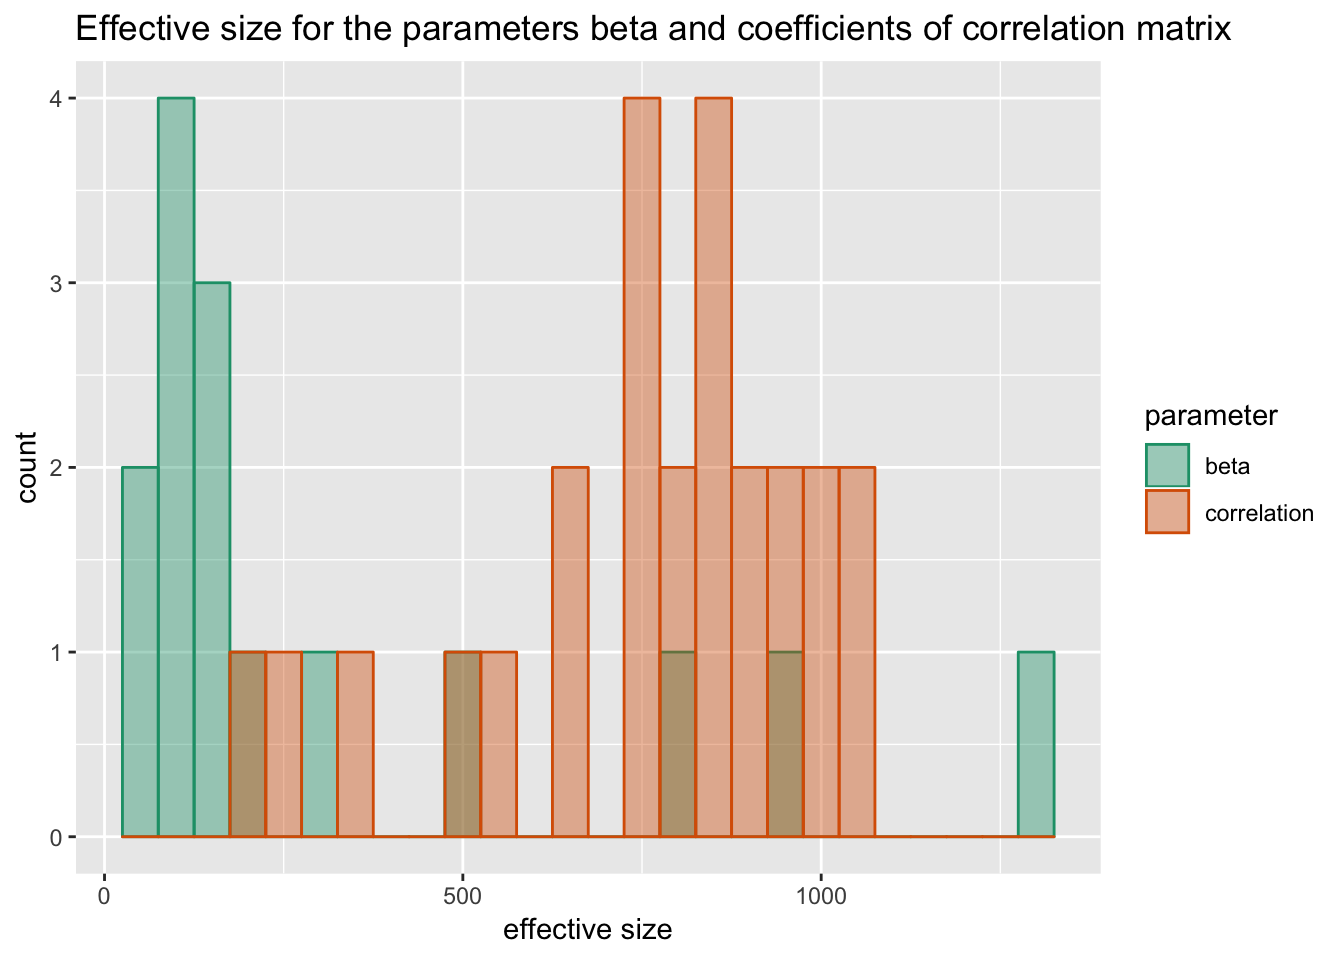 Effective size for the parameters beta and coefficients of correlation matrix
4
3
2
1
0
count
0
500
1000
effective size
parameter
beta
correlation